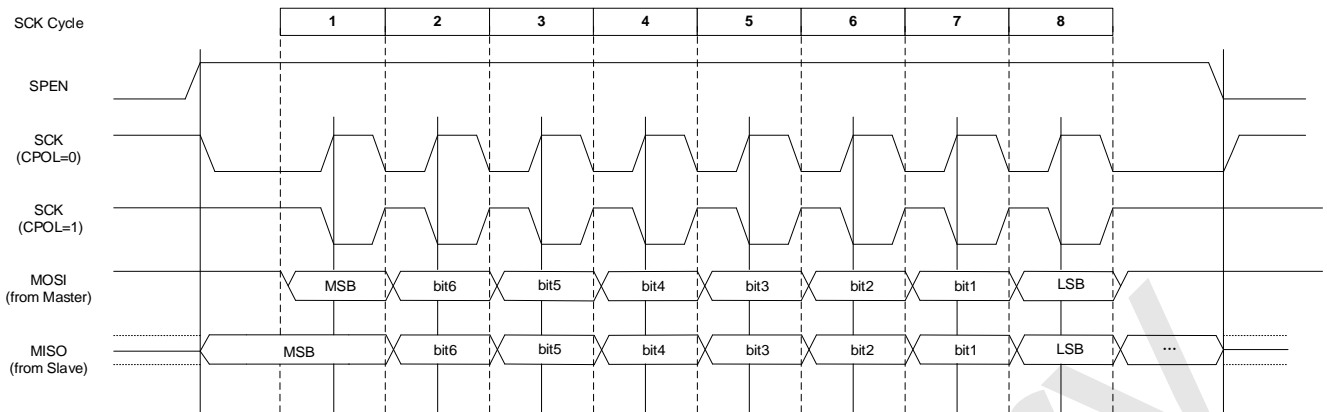 SCK Cycle 1 2 3 4 5 6 7 8
SPEN
SCK
(CPOL=0)
SCK
(CPOL=1)
MOSI
(from Master)
MSB bit6 bit5 bit4 bit3 bit2 bit1 LSB
MISO
(from Slave)
MSB bit6 bit5 bit4 bit3 bit2 bit1 LSB ...